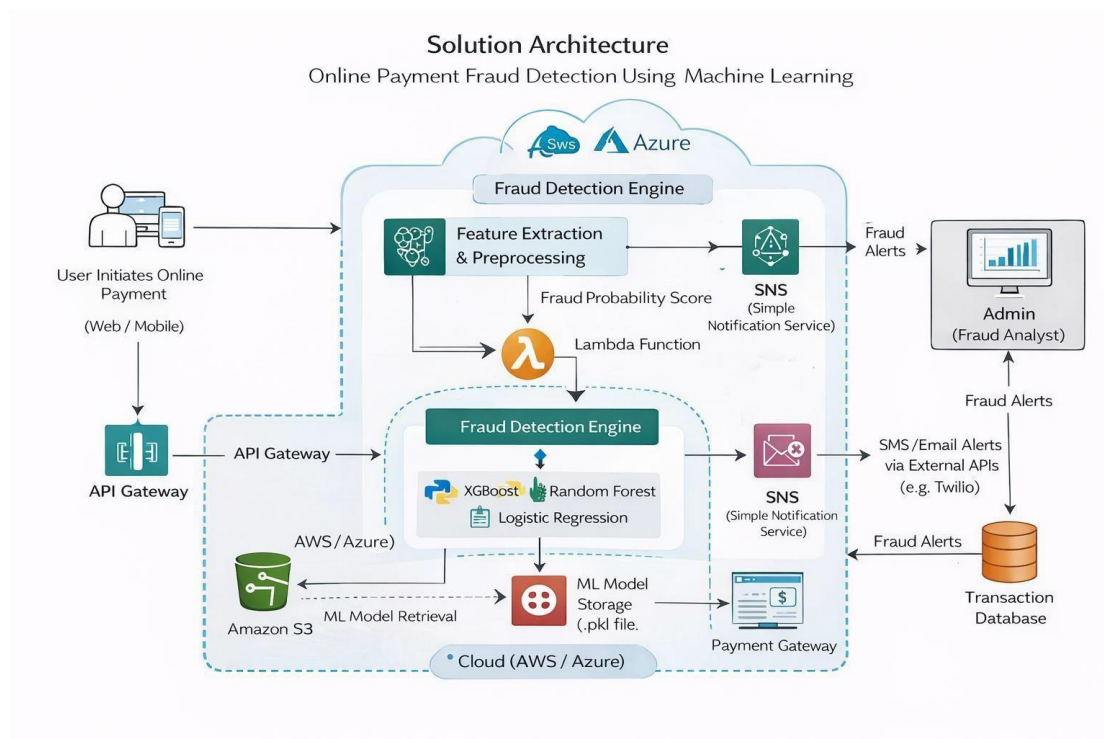 Solution Architecture
Online Payment Fraud Detection Using Machine Learning
Sws
Azure
Fraud Detection Engine
User Initiates Online
Payment
(Web / Mobile)
Feature Extraction
& Preprocessing
SNS
(Simple
Notification Service)
Fraud
Alerts
Admin
(Fraud Analyst)
Fraud Probability Score
λ
Lambda Function
Fraud Alerts
API Gateway
API Gateway
Fraud Detection Engine
XGBoost
Random Forest
Logistic Regression
SNS
(Simple Notification
Service)
SMS/Email Alerts
via External APIs
(e.g. Twilio)
AWS / Azure)
Amazon S3
ML Model Retrieval
ML Model
Storage
(.pkl file.
$
Payment Gateway
Fraud Alerts
Transaction
Database
Cloud (AWS / Azure)